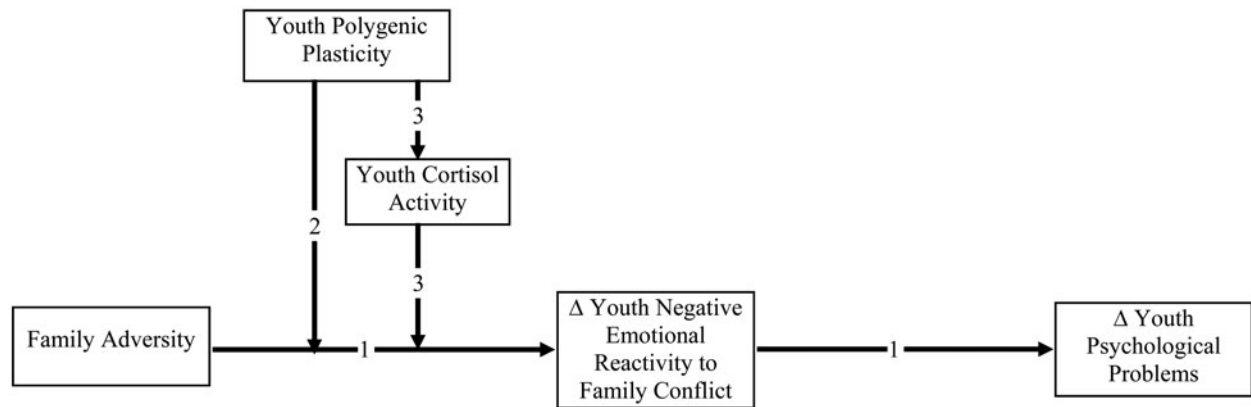 Youth Polygenic
Plasticity
3
Youth Cortisol
Activity
2
3
Family Adversity
1
Δ Youth Negative
Emotional
Reactivity to
Family Conflict
1
Δ Youth
Psychological
Problems